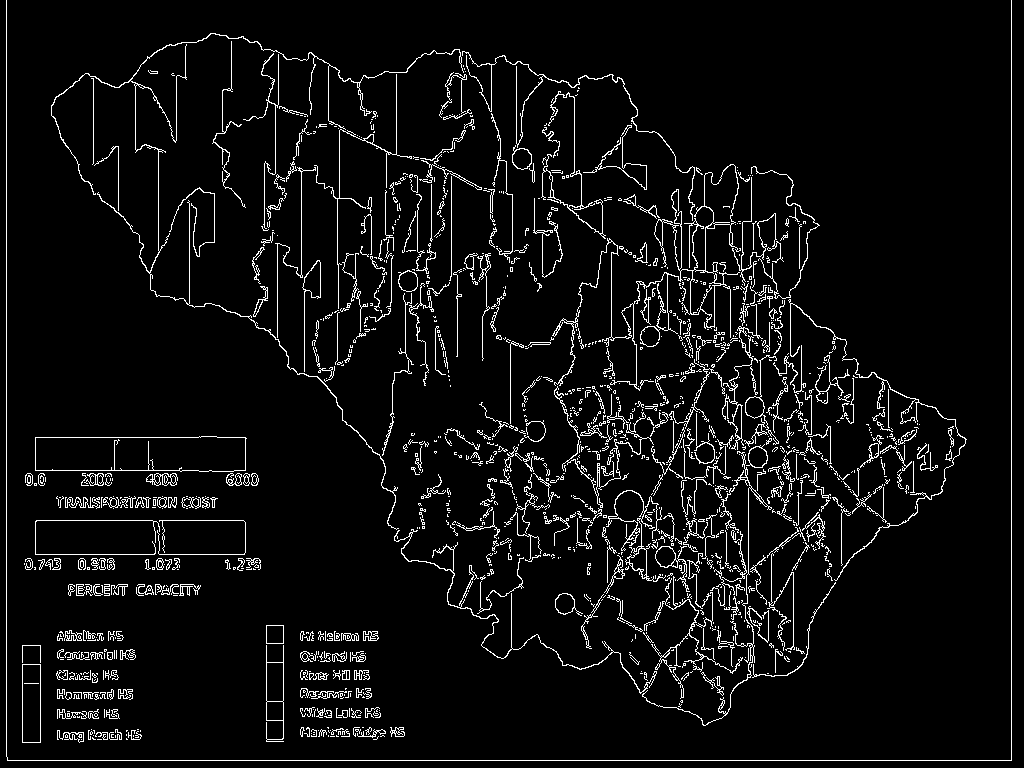 0.0 2000 4000 6000
TRANSPORTATION COST
0.743 0.908 1.073 1.239
PERCENT CAPACITY
Atholton HS
Centennial HS
Glenelg HS
Hammond HS
Howard HS
Long Reach HS
Mt Hebron HS
Oakland HS
River Hill HS
Reservoir HS
Wilde Lake HS
Marriotts Ridge HS